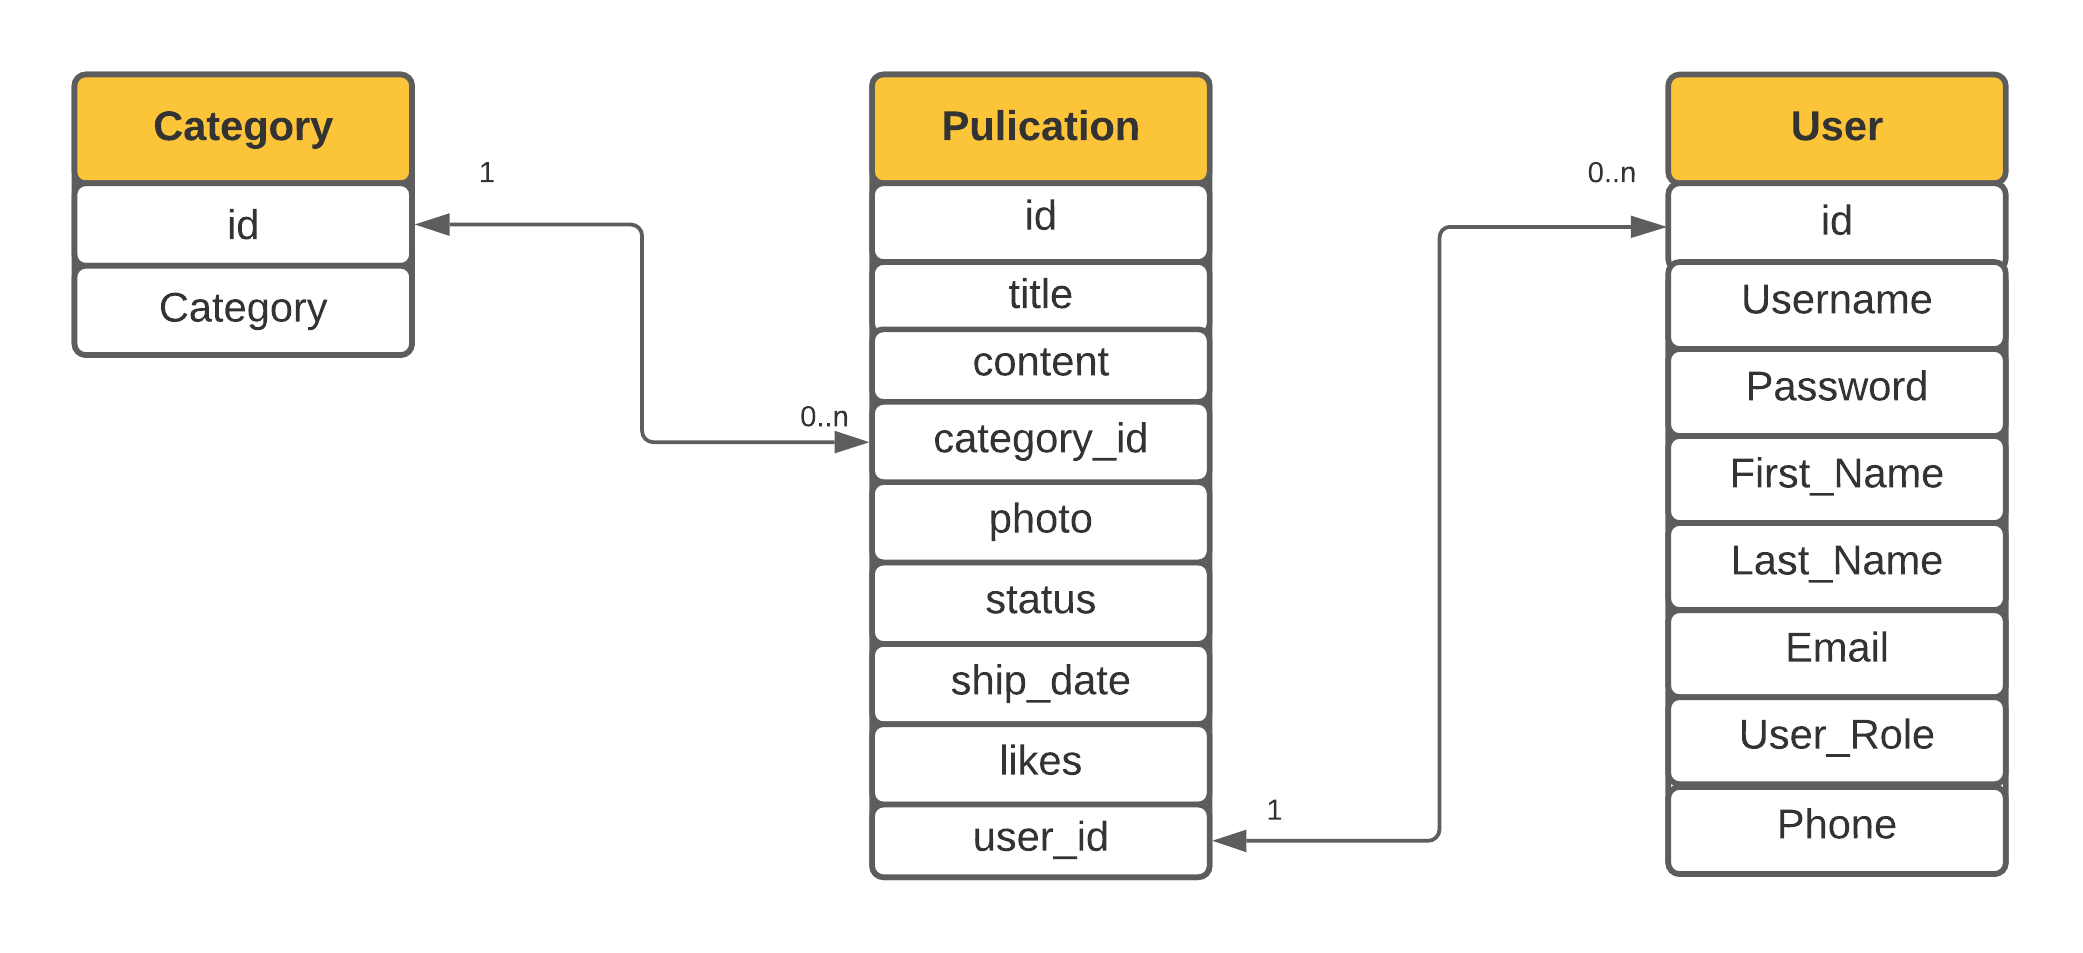 Category
id
Category
1
0..n
Pulication
id
title
content
category_id
photo
status
ship_date
likes
user_id
1
0..n
User
id
Username
Password
First_Name
Last_Name
Email
User_Role
Phone